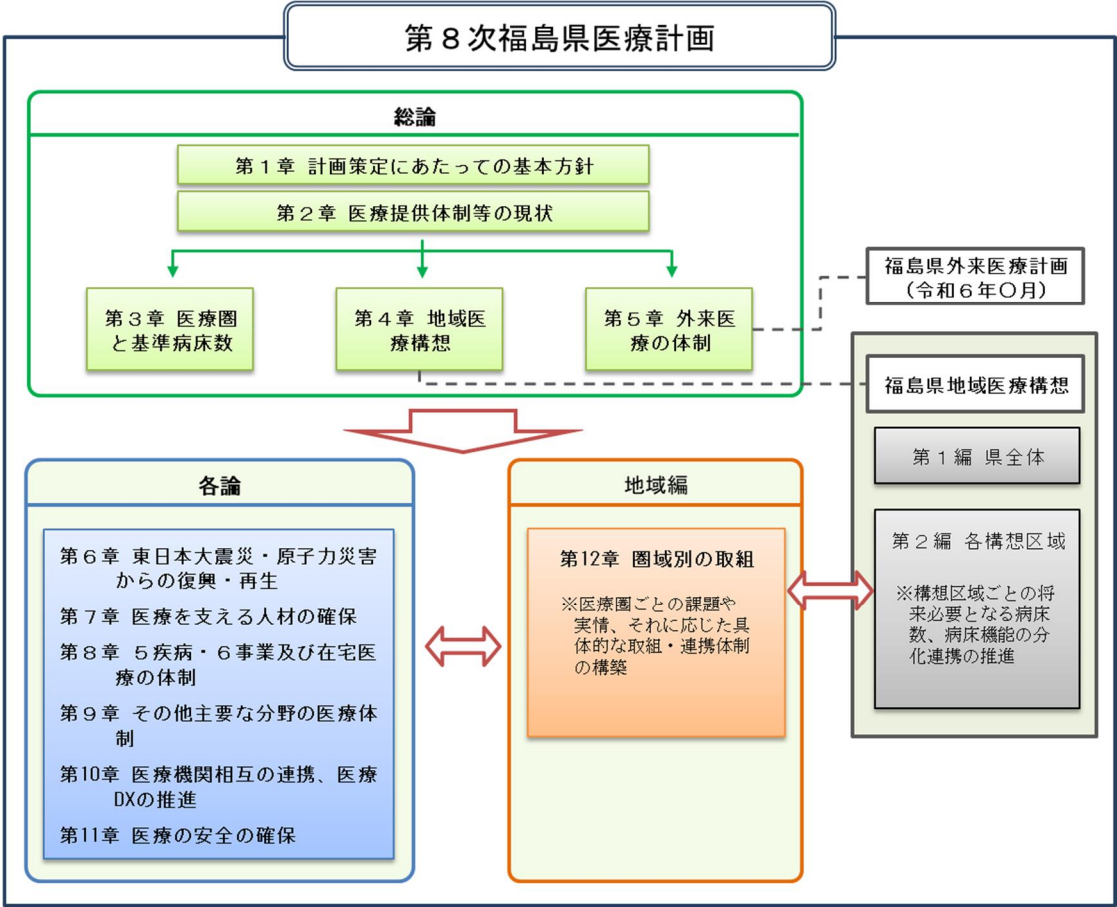 第８次福島県医療計画
総論
第１章 計画策定にあたっての基本方針
第２章 医療提供体制等の現状
第３章 医療圏
と基準病床数
第４章 地域医
療構想
第５章 外来医
療の体制
福島県外来医療計画
（令和６年〇月）
福島県地域医療構想
第１編 県全体
第２編 各構想区域
※構想区域ごとの将
来必要となる病床
数、病床機能の分
化連携の推進
各論
第６章 東日本大震災・原子力災害
からの復興・再生
第７章 医療を支える人材の確保
第８章 ５疾病・６事業及び在宅医
療の体制
第９章 その他主要な分野の医療体
制
第10章 医療機関相互の連携、医療
DXの推進
第11章 医療の安全の確保
地域編
第12章 圏域別の取組
※医療圏ごとの課題や
実情、それに応じた具
体的な取組・連携体制
の構築